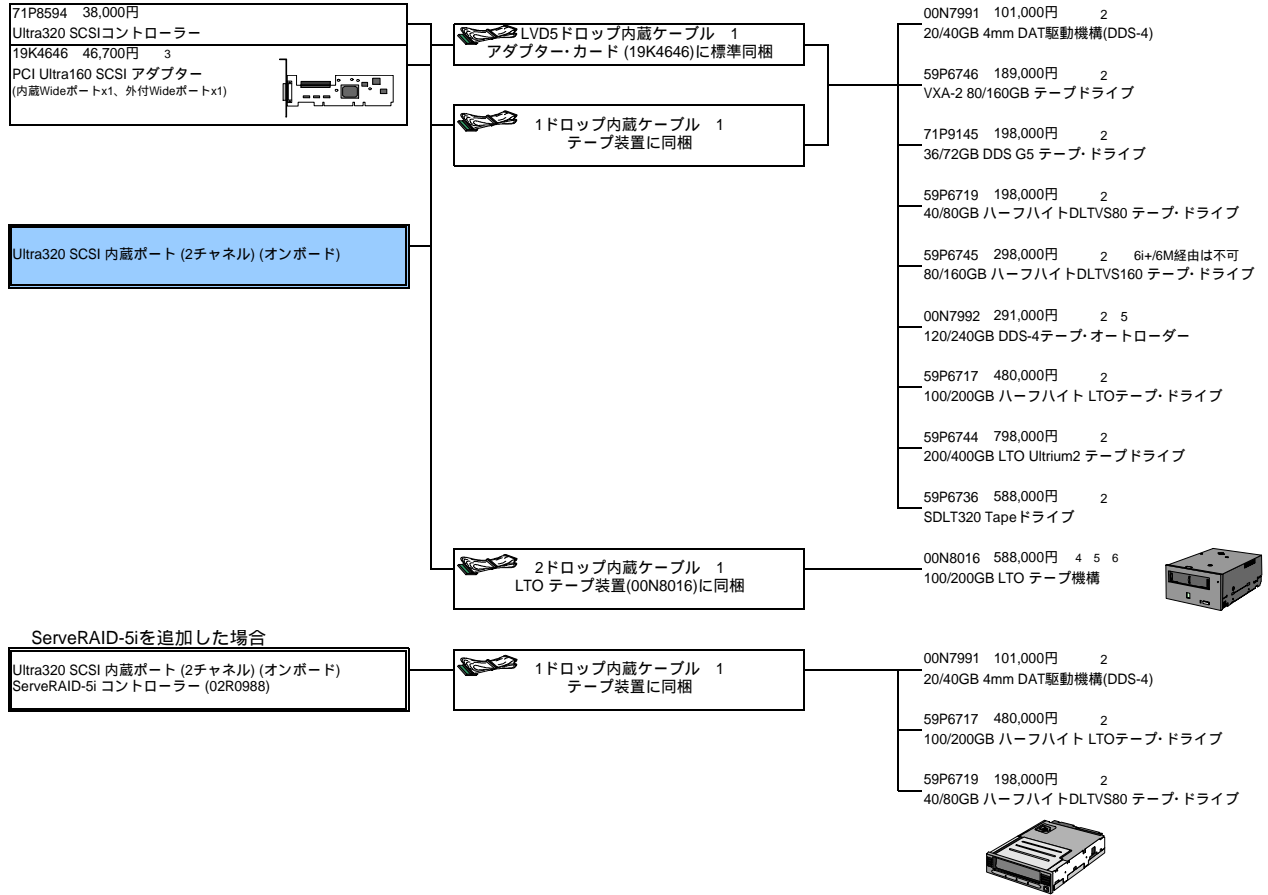 71P8594 38,000円
Ultra320 SCSIコントローラー
19K4646 46,700円 3
PCI Ultra160 SCSI アダプター
(内蔵Wideポートx1、外付Wideポートx1)
Ultra320 SCSI 内蔵ポート (2チャネル) (オンボード)
LVD5ドロップ内蔵ケーブル 1
アダプター・カード (19K4646)に標準同梱
1ドロップ内蔵ケーブル 1
テープ装置に同梱
2ドロップ内蔵ケーブル 1
LTO テープ装置(00N8016)に同梱
00N7991 101,000円 2
20/40GB 4mm DAT駆動機構(DDS-4)
59P6746 189,000円 2
VXA-2 80/160GB テープドライブ
71P9145 198,000円 2
36/72GB DDS G5 テープ・ドライブ
59P6719 198,000円 2
40/80GB ハーフハイトDLTVS80 テープ・ドライブ
59P6745 298,000円 2 6i+/6M経由は不可
80/160GB ハーフハイトDLTVS160 テープ・ドライブ
00N7992 291,000円 2 5
120/240GB DDS-4テープ・オートローダー
59P6717 480,000円 2
100/200GB ハーフハイト LTOテープ・ドライブ
59P6744 798,000円 2
200/400GB LTO Ultrium2 テープドライブ
59P6736 588,000円 2
SDLT320 Tapeドライブ
00N8016 588,000円 4 5 6
100/200GB LTO テープ機構
ServeRAID-5iを追加した場合
Ultra320 SCSI 内蔵ポート (2チャネル) (オンボード)
ServeRAID-5i コントローラー (02R0988)
1ドロップ内蔵ケーブル 1
テープ装置に同梱
00N7991 101,000円 2
20/40GB 4mm DAT駆動機構(DDS-4)
59P6717 480,000円 2
100/200GB ハーフハイト LTOテープ・ドライブ
59P6719 198,000円 2
40/80GB ハーフハイトDLTVS80 テープ・ドライブ